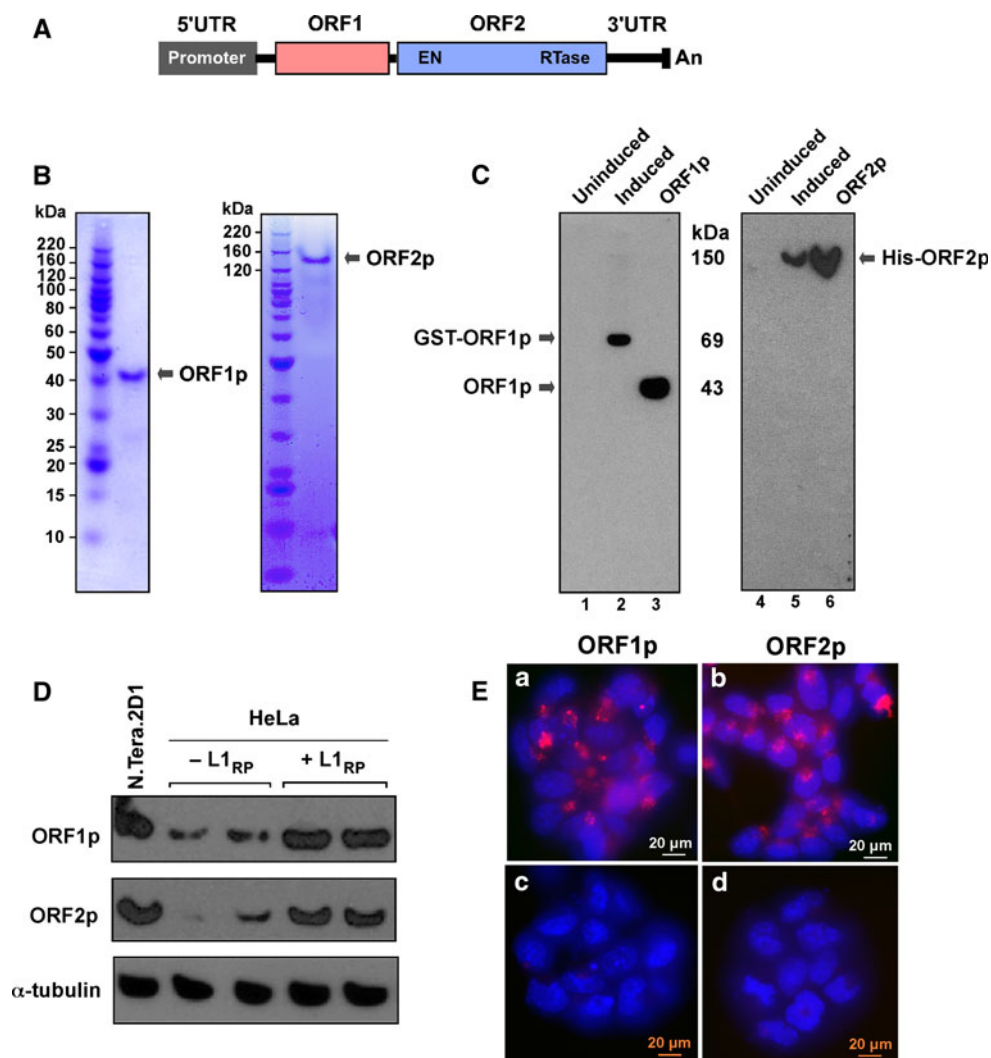 A
5'UTR ORF1 ORF2 3'UTR
Promoter EN RTase An
B
kDa
220
160
120
100
80
60
50
40
30
25
20
15
10
ORF1p
kDa
220
160
120
ORF2p
C
Uninduced Induced ORF1p
Uninduced Induced ORF2p
kDa
150
69
43
GST-ORF1p
ORF1p
His-ORF2p
1 2 3 4 5 6
D
N.Tera.2D1
HeLa
– L1RP + L1RP
ORF1p
ORF2p
α-tubulin
E
ORF1p ORF2p
a b
20 µm 20 µm
c d
20 µm 20 µm